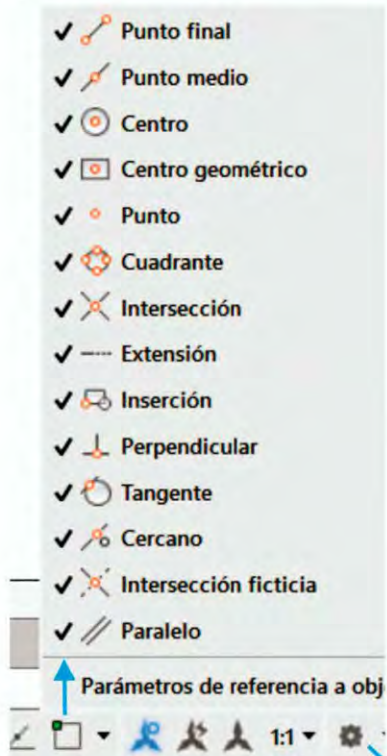 Punto final
Punto medio
Centro
Centro geométrico
Punto
Cuadrante
Intersección
Extensión
Inserción
Perpendicular
Tangente
Cercano
Intersección ficticia
Paralelo
Parámetros de referencia a obj
1:1